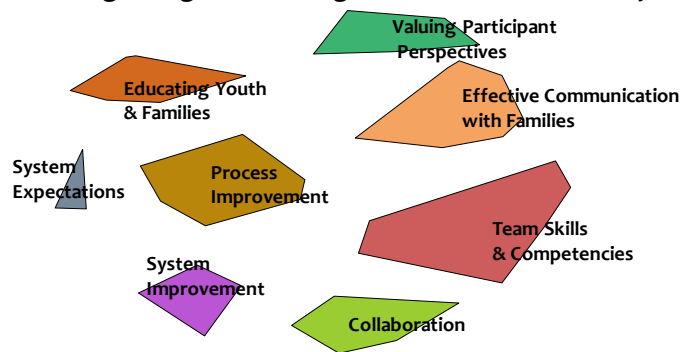 Valuing Participant
Perspectives
Educating Youth
& Families
Effective Communication
with Families
System
Expectations
Process
Improvement
Team Skills
& Competencies
System
Improvement
Collaboration